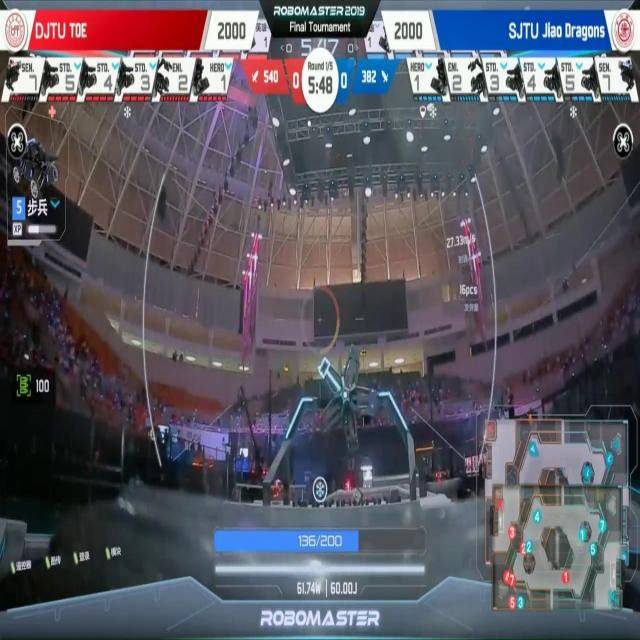 ROBOMASTER 2019
Final Tournament
DJTU TOE
2000
2000
SJTU Jiao Dragons
SEN. 7
STD. 5
STD. 4
STD. 3
ENI. 2
HERO 1
540
0
Round 1/5
5:48
0
382
HERO 1
ENI. 2
STD. 3
STD. 4
STD. 5
SEN. 7
5 步兵
XP
27.33m/s
16pcs
100
136/200
61.74W | 60.00J
ROBOMASTER